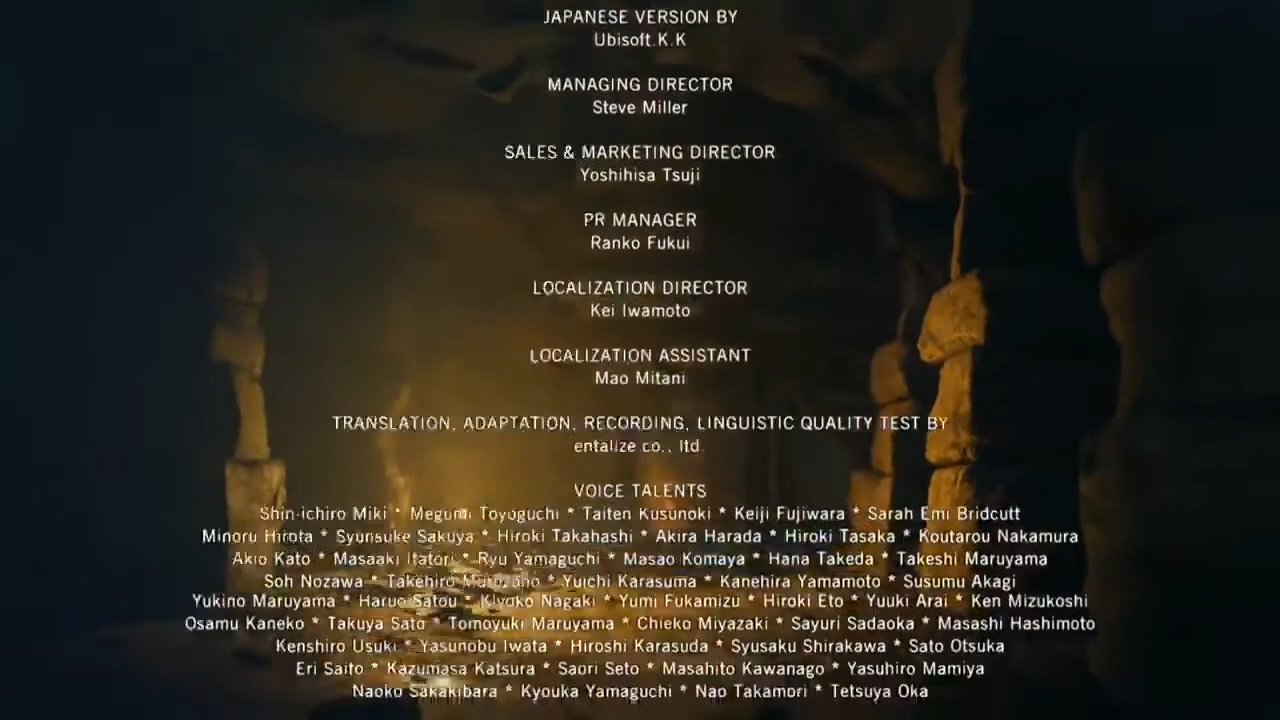 JAPANESE VERSION BY
Ubisoft.K.K
MANAGING DIRECTOR
Steve Miller
SALES & MARKETING DIRECTOR
Yoshihisa Tsuji
PR MANAGER
Ranko Fukui
LOCALIZATION DIRECTOR
Kei Iwamoto
LOCALIZATION ASSISTANT
Mao Mitani
TRANSLATION, ADAPTATION, RECORDING, LINGUISTIC QUALITY TEST BY
entalize co., ltd.
VOICE TALENTS
Shin-ichiro Miki * Megumi Toyoguchi * Taiten Kusunoki * Keiji Fujiwara * Sarah Emi Bridcutt
Minoru Hirota * Syunsuke Sakuya * Hiroki Takahashi * Akira Harada * Hiroki Tasaka * Koutarou Nakamura
Akio Kato * Masaaki Itatori * Ryu Yamaguchi * Masao Komaya * Hana Takeda * Takeshi Maruyama
Soh Nozawa * Takehiro * Yuichi Karasuma * Kanehira Yamamoto * Susumu Akagi
Yukino Maruyama * Haruo Satou * Kiyoko Nagaki * Yumi Fukamizu * Hiroki Eto * Yuuki Arai * Ken Mizukoshi
Osamu Kaneko * Takuya Sato * Tomoyuki Maruyama * Chieko Miyazaki * Sayuri Sadaoka * Masashi Hashimoto
Kenshiro Usuki * Yasunobu Iwata * Hiroshi Karasuda * Syusaku Shirakawa * Sato Otsuka
Eri Saito * Kazumasa Katsura * Saori Seto * Masahito Kawanago * Yasuhiro Mamiya
Naoko Sakakibara * Kyouka Yamaguchi * Nao Takamori * Tetsuya Oka